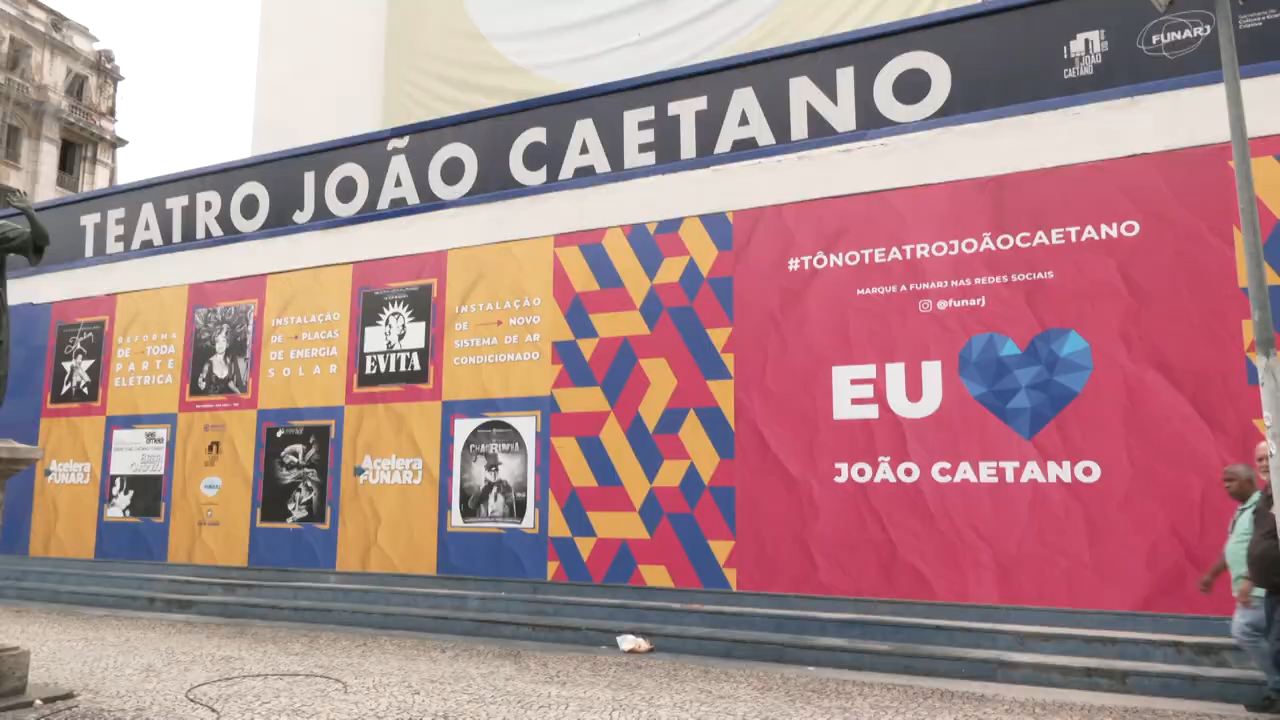 TEATRO JOÃO CAETANO
JOÃO
CAETANO
FUNARJ
#TÔNOTEATROJOÃOCAETANO
MARQUE A FUNARJ NAS REDES SOCIAIS
@funarj
EU
JOÃO CAETANO
REFORMA
DE → TODA
PARTE
ELÉTRICA
INSTALAÇÃO
DE → PLACAS
DE ENERGIA
SOLAR
EVITA
INSTALAÇÃO
DE → NOVO
SISTEMA DE AR
CONDICIONADO
Acelera
FUNARJ
FUNARJ
Acelera
FUNARJ
CHACRINHA